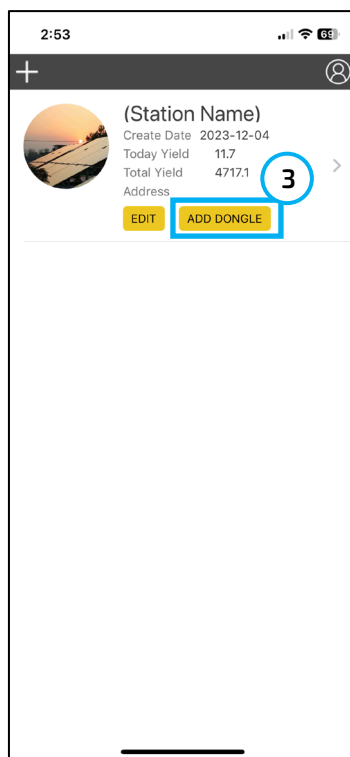 2:53
69
(Station Name)
Create Date 2023-12-04
Today Yield 11.7
Total Yield 4717.1
Address
3
EDIT
ADD DONGLE